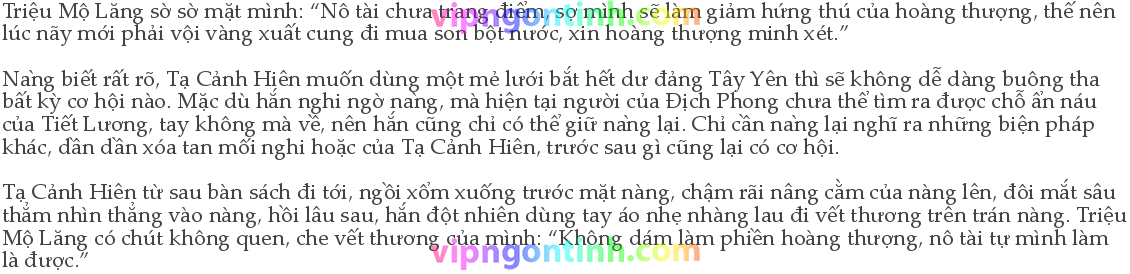 Triệu Mộ Lăng sờ sờ mặt mình: “Nô tài chưa trang điểm, sợ mình sẽ làm giảm hứng thú của hoàng thượng, thế nên
lúc nãy mới phải vội vàng xuất cung đi mua son bột nước, xin hoàng thượng minh xét.”
Nàng biết rất rõ, Tạ Cảnh Hiên muốn dùng một mẻ lưới bắt hết dư đảng Tây Yên thì sẽ không dễ dàng buông tha
bất kỳ cơ hội nào. Mặc dù hắn nghi ngờ nàng, mà hiện tại người của Địch Phong chưa thể tìm ra được chỗ ẩn náu
của Tiết Lương, tay không mà về, nên hắn cũng chỉ có thể giữ nàng lại. Chỉ cần nàng lại nghĩ ra những biện pháp
khác, dần dần xóa tan mối nghi hoặc của Tạ Cảnh Hiên, trước sau gì cũng lại có cơ hội.
Tạ Cảnh Hiên từ sau bàn sách đi tới, ngồi xổm xuống trước mặt nàng, chậm rãi nâng cằm của nàng lên, đôi mắt sâu
thẳm nhìn thẳng vào nàng, hồi lâu sau, hắn đột nhiên dùng tay áo nhẹ nhàng lau đi vết thương trên trán nàng. Triệu
Mộ Lăng có chút không quen, che vết thương của mình: “Không dám làm phiền hoàng thượng, nô tài tự mình làm
là được.”
vipngontinh.com
vipngontinh.com